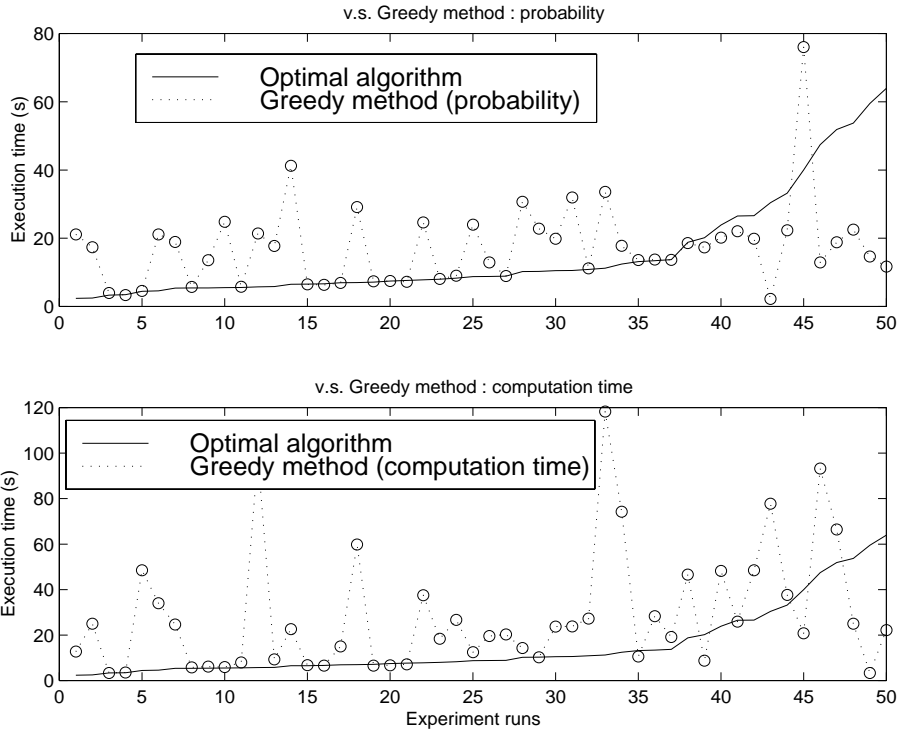 v.s. Greedy method : probability
80
60
40
20
0
Execution time (s)
Optimal algorithm
Greedy method (probability)
0 5 10 15 20 25 30 35 40 45 50
v.s. Greedy method : computation time
120
100
80
60
40
20
0
Execution time (s)
Optimal algorithm
Greedy method (computation time)
0 5 10 15 20 25 30 35 40 45 50
Experiment runs